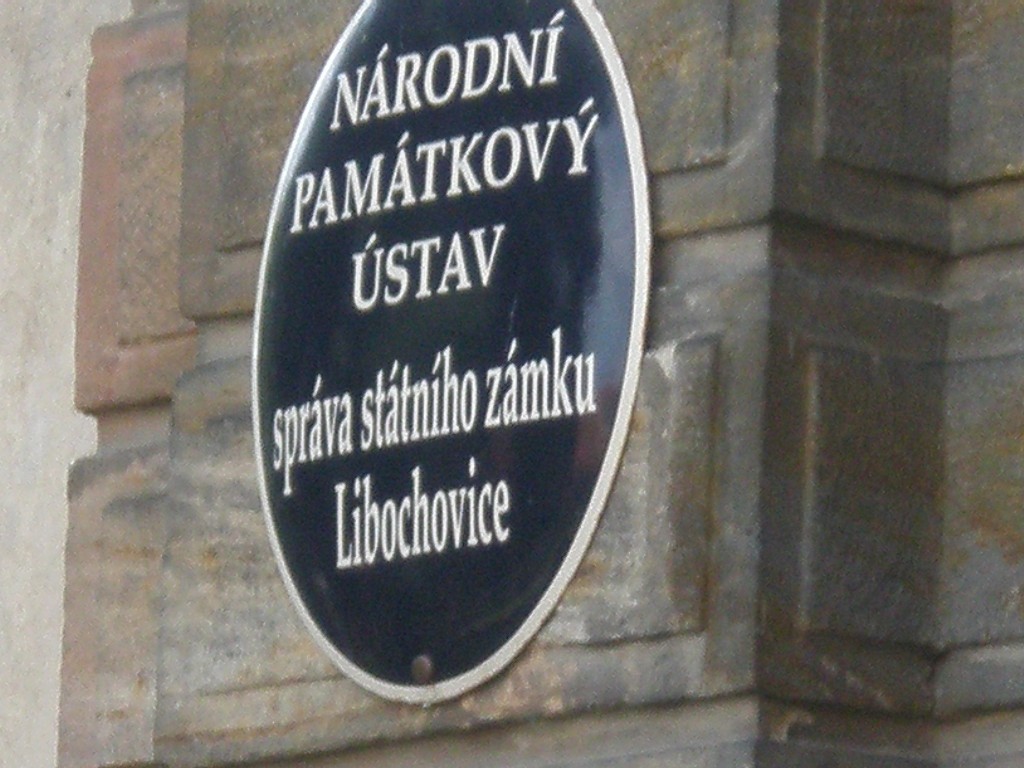 NÁRODNÍ
PAMÁTKOVÝ
ÚSTAV
správa státního zámku
Libochovice